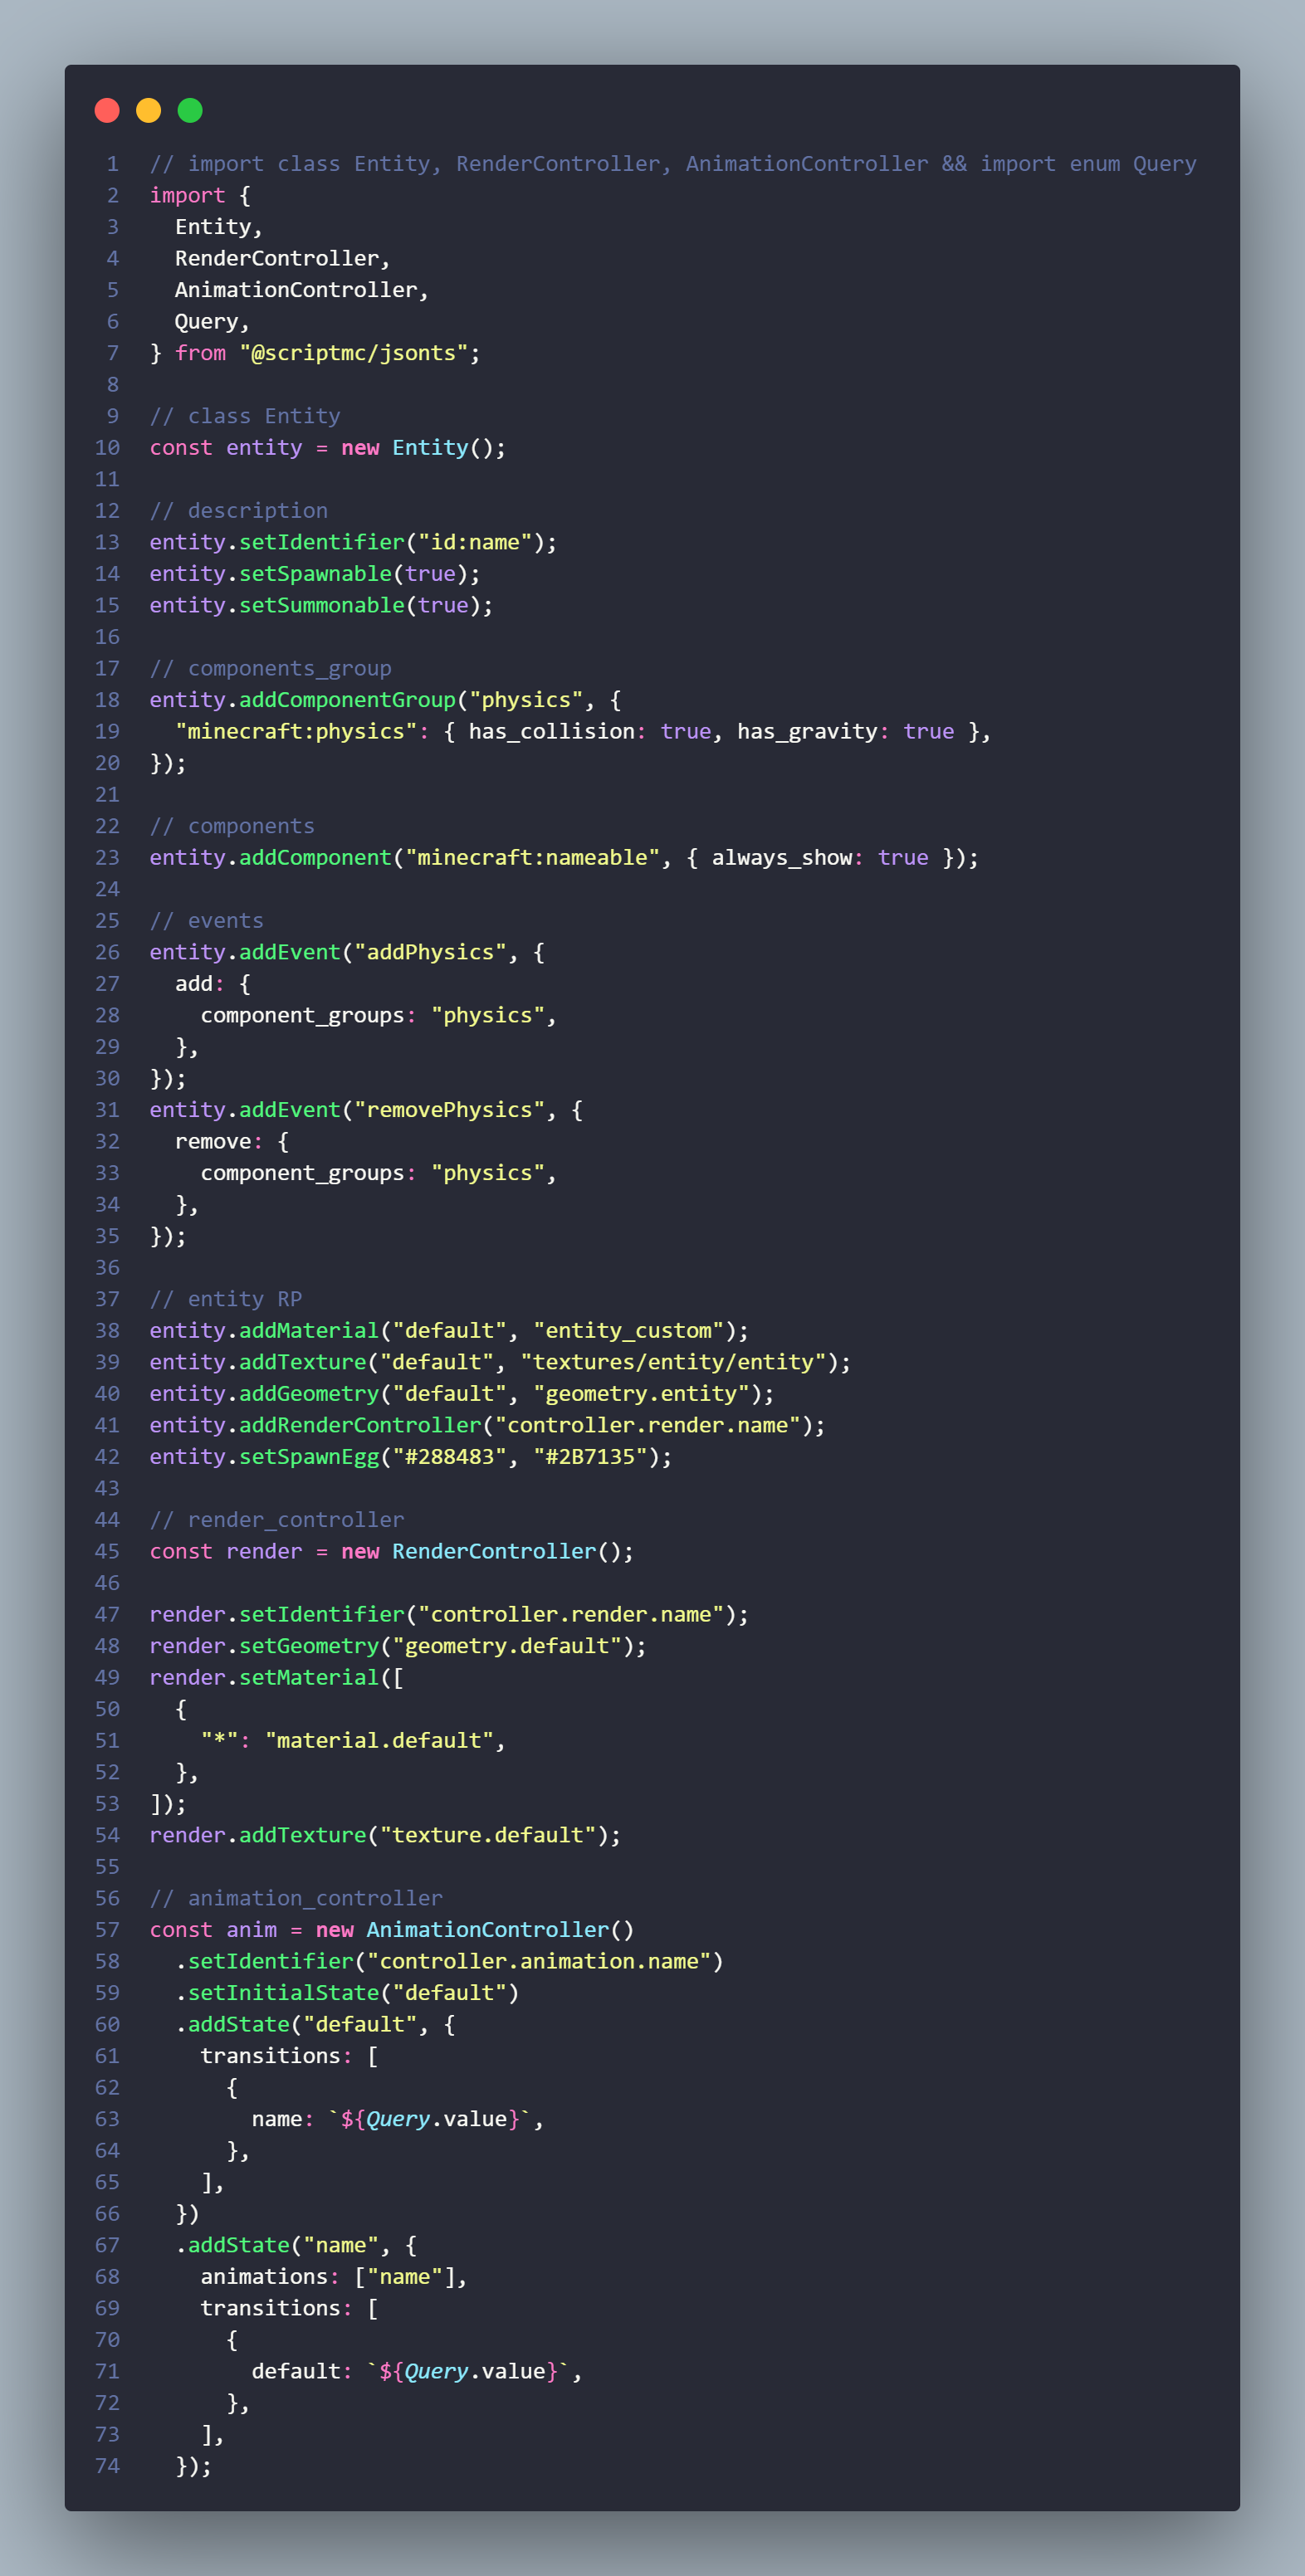 1 // import class Entity, RenderController, AnimationController && import enum Query
2 import {
3   Entity,
4   RenderController,
5   AnimationController,
6   Query,
7 } from "@scriptmc/jsonts";
8
9 // class Entity
10 const entity = new Entity();
11
12 // description
13 entity.setIdentifier("id:name");
14 entity.setSpawnable(true);
15 entity.setSummonable(true);
16
17 // components_group
18 entity.addComponentGroup("physics", {
19   "minecraft:physics": { has_collision: true, has_gravity: true },
20 });
21
22 // components
23 entity.addComponent("minecraft:nameable", { always_show: true });
24
25 // events
26 entity.addEvent("addPhysics", {
27   add: {
28     component_groups: "physics",
29   },
30 });
31 entity.addEvent("removePhysics", {
32   remove: {
33     component_groups: "physics",
34   },
35 });
36
37 // entity RP
38 entity.addMaterial("default", "entity_custom");
39 entity.addTexture("default", "textures/entity/entity");
40 entity.addGeometry("default", "geometry.entity");
41 entity.addRenderController("controller.render.name");
42 entity.setSpawnEgg("#288483", "#2B7135");
43
44 // render_controller
45 const render = new RenderController();
46
47 render.setIdentifier("controller.render.name");
48 render.setGeometry("geometry.default");
49 render.setMaterial([
50   {
51     "*": "material.default",
52   },
53 ]);
54 render.addTexture("texture.default");
55
56 // animation_controller
57 const anim = new AnimationController()
58   .setIdentifier("controller.animation.name")
59   .setInitialState("default")
60   .addState("default", {
61     transitions: [
62       {
63         name: `${Query.value}`,
64       },
65     ],
66   })
67   .addState("name", {
68     animations: ["name"],
69     transitions: [
70       {
71         default: `${Query.value}`,
72       },
73     ],
74   });